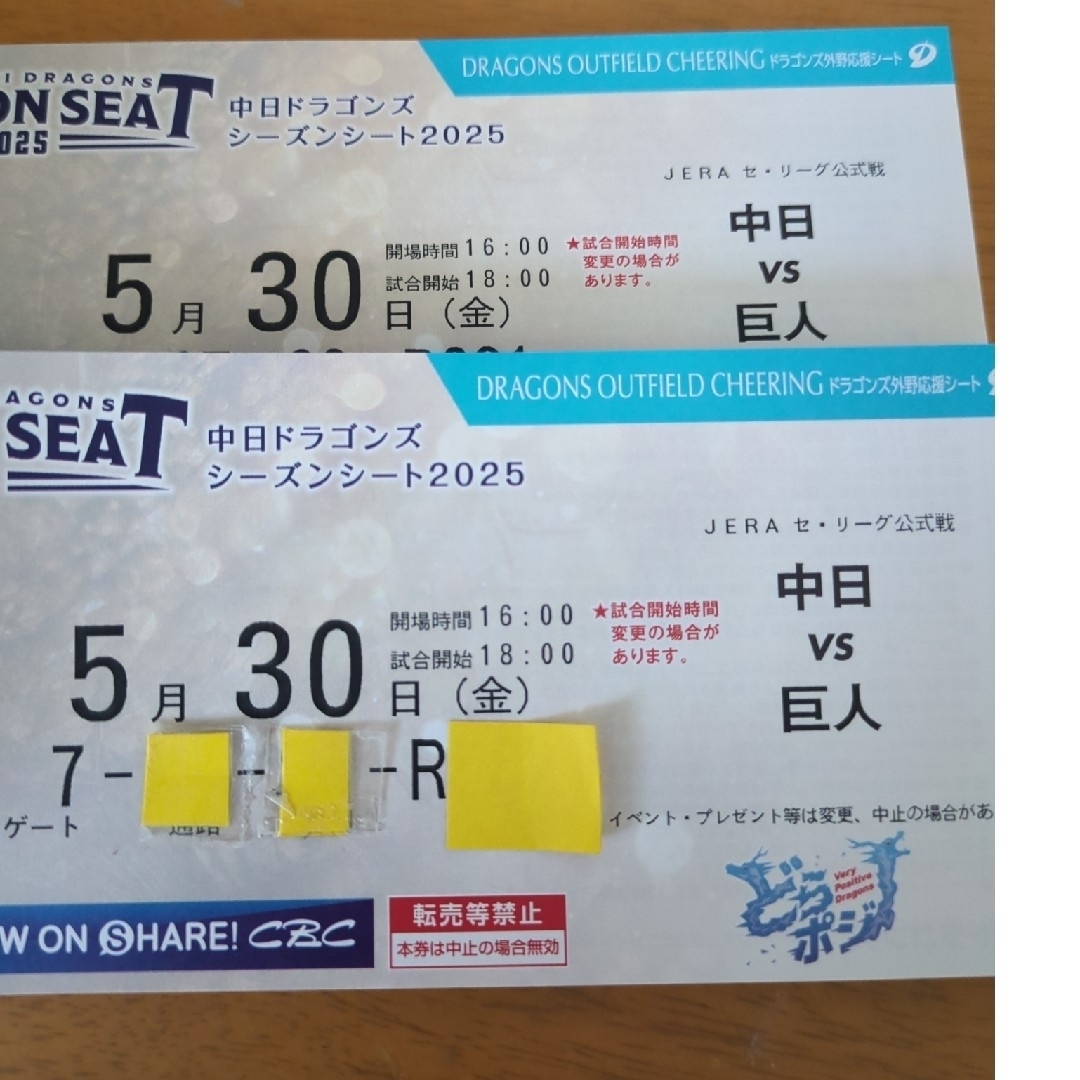 I DRAGONS
ON SEAT
2025
中日ドラゴンズ
シーズンシート2025
DRAGONS OUTFIELD CHEERING ドラゴンズ外野応援シート
JERA セ・リーグ公式戦
中日
vs
巨人
開場時間16:00
試合開始18:00
★試合開始時間
変更の場合が
あります。
5月30日(金)
AGONS
SEAT
中日ドラゴンズ
シーズンシート2025
DRAGONS OUTFIELD CHEERING ドラゴンズ外野応援シート
JERA セ・リーグ公式戦
中日
vs
巨人
開場時間16:00
試合開始18:00
★試合開始時間
変更の場合が
あります。
5月30日(金)
7- - -R
ゲート 通路
イベント・プレゼント等は変更、中止の場合があ
W ON SHARE! CBC
転売等禁止
本券は中止の場合無効
どらポジ
Very
Positive
Dragons